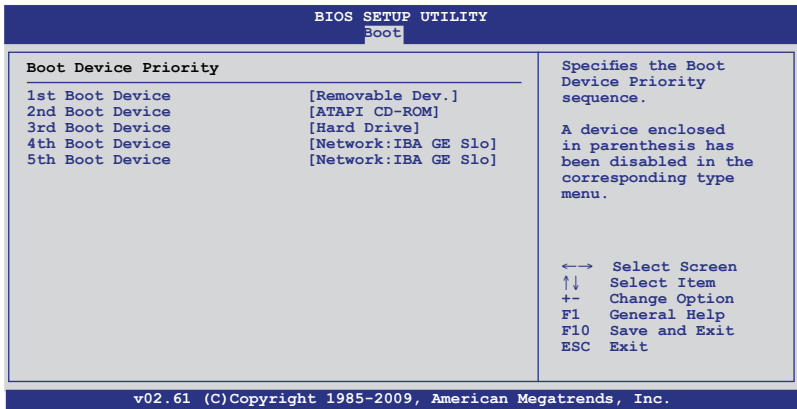 BIOS SETUP UTILITY
Boot
Boot Device Priority
1st Boot Device [Removable Dev.]
2nd Boot Device [ATAPI CD-ROM]
3rd Boot Device [Hard Drive]
4th Boot Device [Network:IBA GE Slo]
5th Boot Device [Network:IBA GE Slo]
Specifies the Boot
Device Priority
sequence.
A device enclosed
in parenthesis has
been disabled in the
corresponding type
menu.
←→ Select Screen
↑↓ Select Item
+- Change Option
F1 General Help
F10 Save and Exit
ESC Exit
v02.61 (C)Copyright 1985-2009, American Megatrends, Inc.